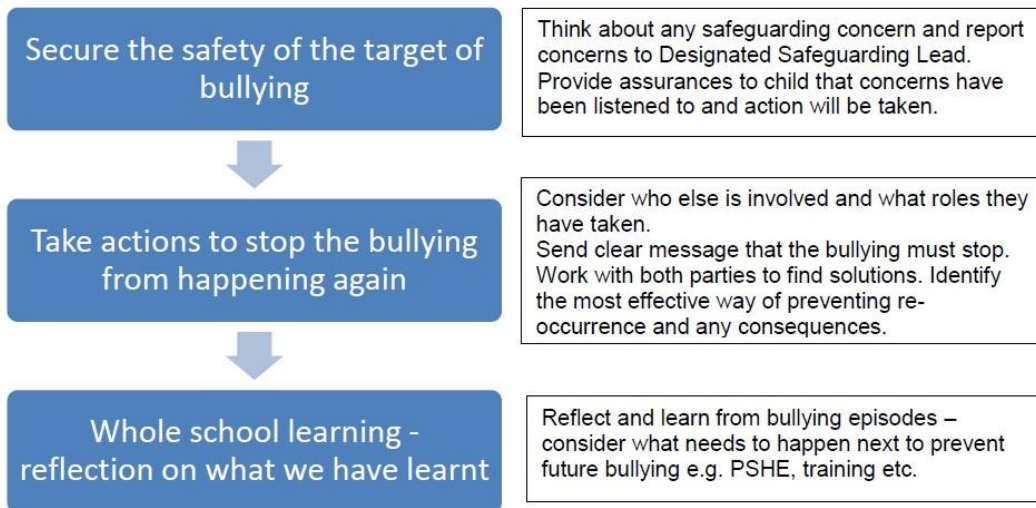 Secure the safety of the target of
bullying
Think about any safeguarding concern and report
concerns to Designated Safeguarding Lead.
Provide assurances to child that concerns have
been listened to and action will be taken.
Take actions to stop the bullying
from happening again
Consider who else is involved and what roles they
have taken.
Send clear message that the bullying must stop.
Work with both parties to find solutions. Identify
the most effective way of preventing re-
occurrence and any consequences.
Whole school learning -
reflection on what we have learnt
Reflect and learn from bullying episodes –
consider what needs to happen next to prevent
future bullying e.g. PSHE, training etc.